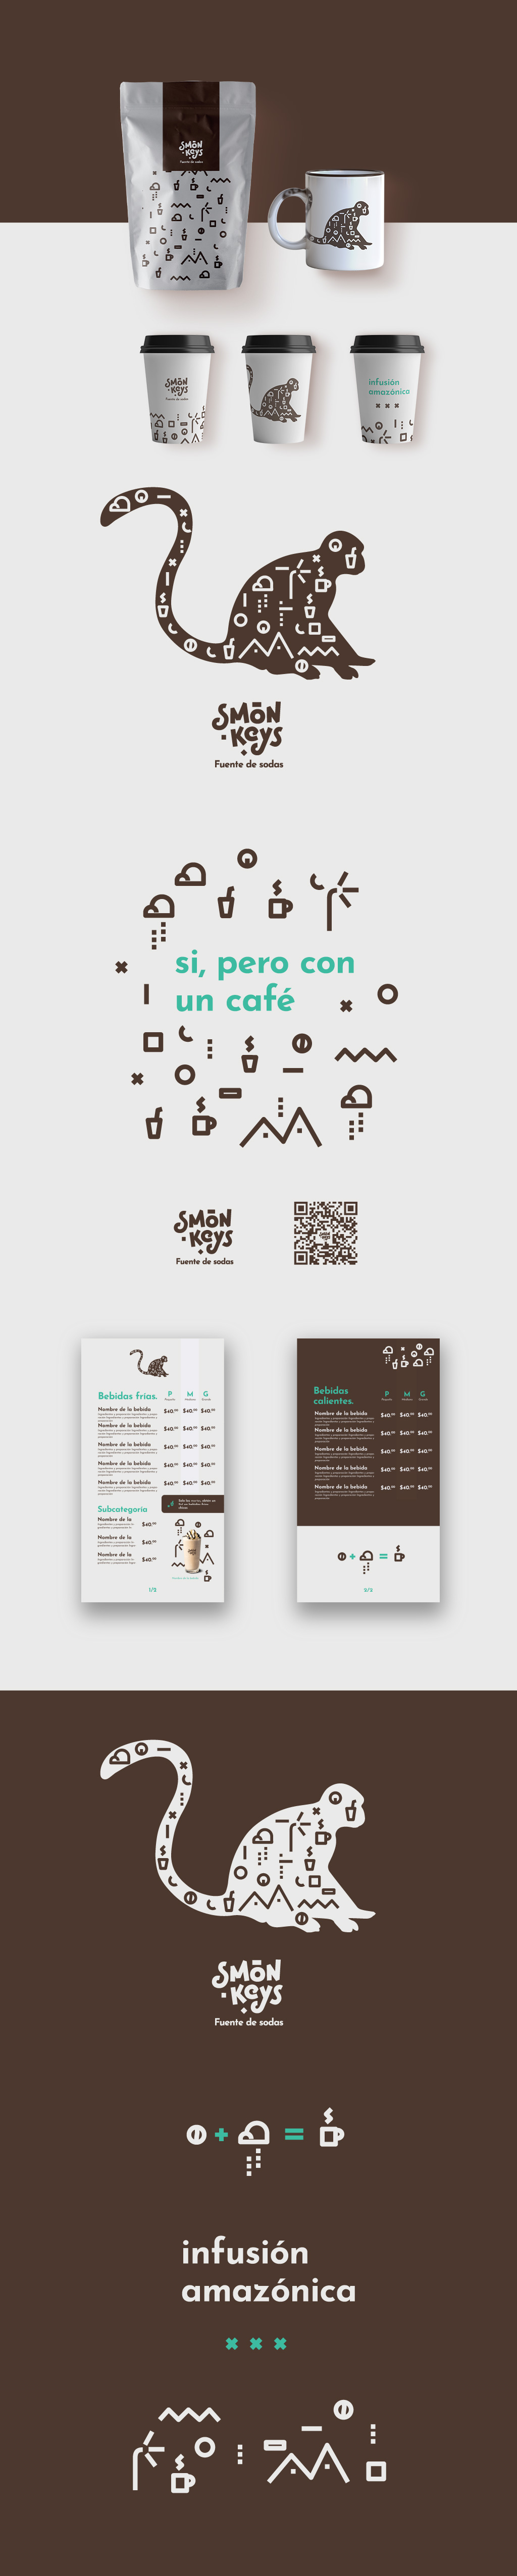 SMŌN
KEYS
Fuente de sodas
SMŌN
KEYS
Fuente de sodas
infusión
amazónica
SMŌN
KEYS
Fuente de sodas
si, pero con
un café
SMŌN
KEYS
Fuente de sodas
Bebidas frías.
P M G
Nombre de la bebida
$40.00 $40.00 $40.00
Nombre de la bebida
$40.00 $40.00 $40.00
Nombre de la bebida
$40.00 $40.00 $40.00
Nombre de la bebida
$40.00 $40.00 $40.00
Nombre de la bebida
$40.00 $40.00 $40.00
Subcategoría
Nombre de la
$40.00
Nombre de la
$40.00
Nombre de la
$40.00
1/2
Bebidas
calientes.
P M G
Nombre de la bebida
$40.00 $40.00 $40.00
Nombre de la bebida
$40.00 $40.00 $40.00
Nombre de la bebida
$40.00 $40.00 $40.00
Nombre de la bebida
$40.00 $40.00 $40.00
Nombre de la bebida
$40.00 $40.00 $40.00
+ =
2/2
SMŌN
KEYS
Fuente de sodas
+ =
infusión
amazónica